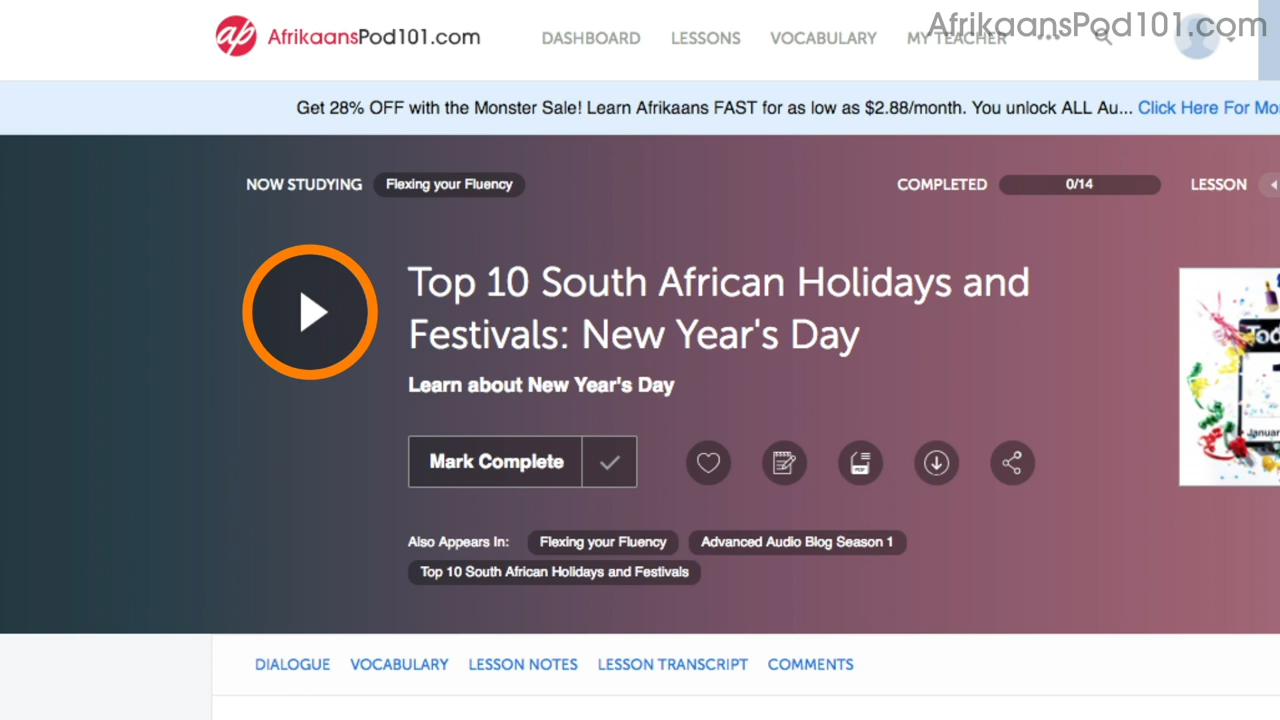 ap AfrikaansPod101.com
DASHBOARD LESSONS VOCABULARY MY TEACHER
AfrikaansPod101.com
Get 28% OFF with the Monster Sale! Learn Afrikaans FAST for as low as $2.88/month. You unlock ALL Au... Click Here For Mo
NOW STUDYING Flexing your Fluency COMPLETED 0/14 LESSON
Top 10 South African Holidays and
Festivals: New Year's Day
Learn about New Year's Day
Mark Complete
PDF
Also Appears In: Flexing your Fluency Advanced Audio Blog Season 1
Top 10 South African Holidays and Festivals
DIALOGUE VOCABULARY LESSON NOTES LESSON TRANSCRIPT COMMENTS